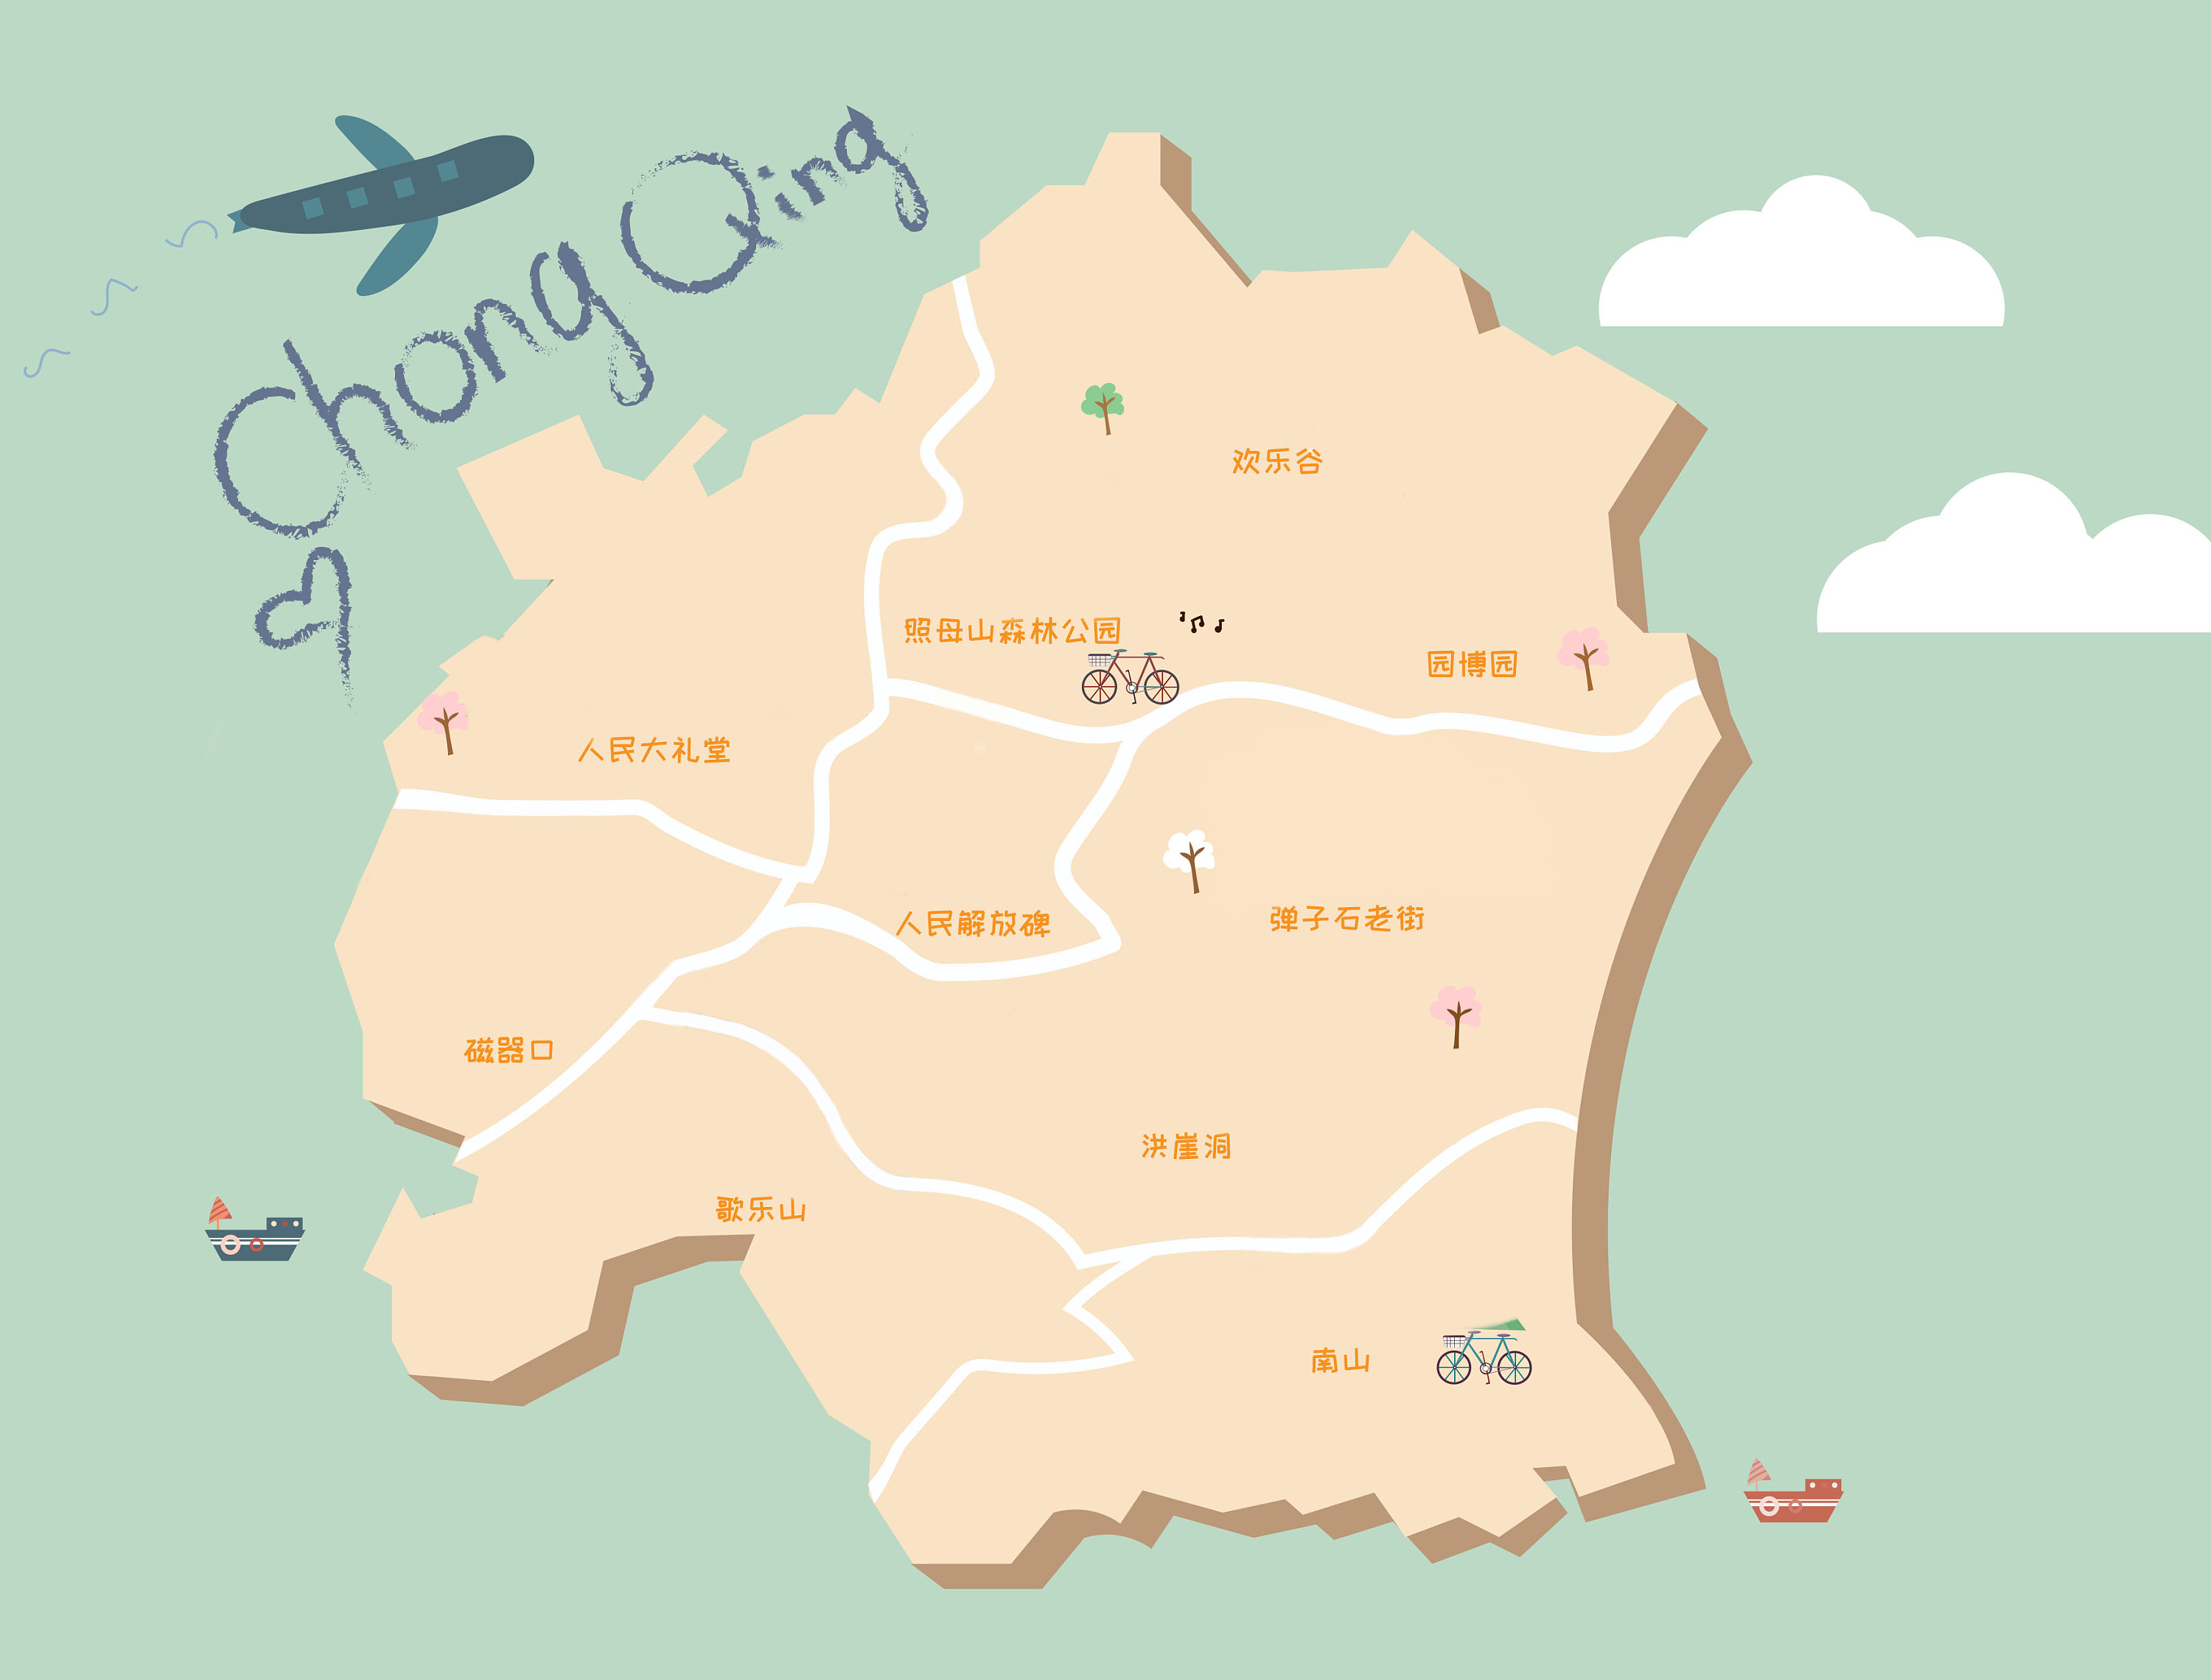 Chong Qing
欢乐谷
照母山森林公园
园博园
人民大礼堂
人民解放碑
弹子石老街
磁器口
洪崖洞
歌乐山
南山